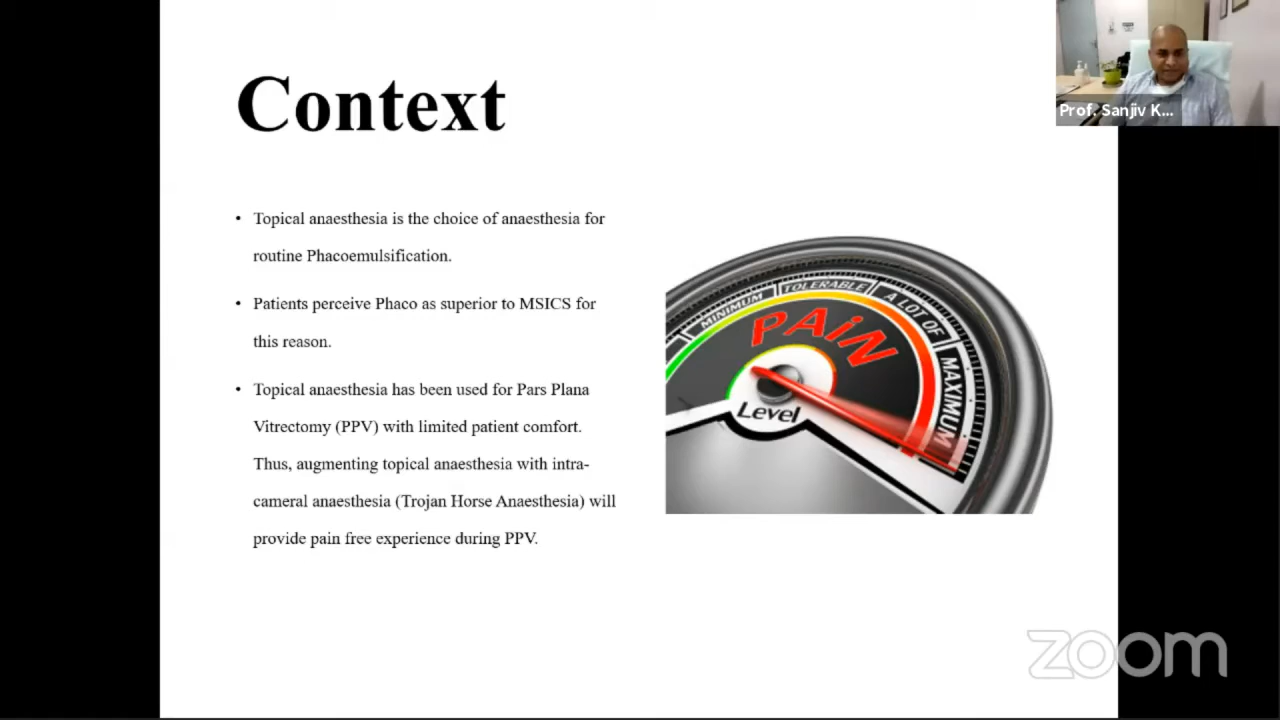 Context
Prof. Sanjiv K...
• Topical anaesthesia is the choice of anaesthesia for
routine Phacoemulsification.
• Patients perceive Phaco as superior to MSICS for
this reason.
• Topical anaesthesia has been used for Pars Plana
Vitrectomy (PPV) with limited patient comfort.
Thus, augmenting topical anaesthesia with intra-
cameral anaesthesia (Trojan Horse Anaesthesia) will
provide pain free experience during PPV.
MINIMUM TOLERABLE A LOT OF MAXIMUM
PAiN
Level
zoom